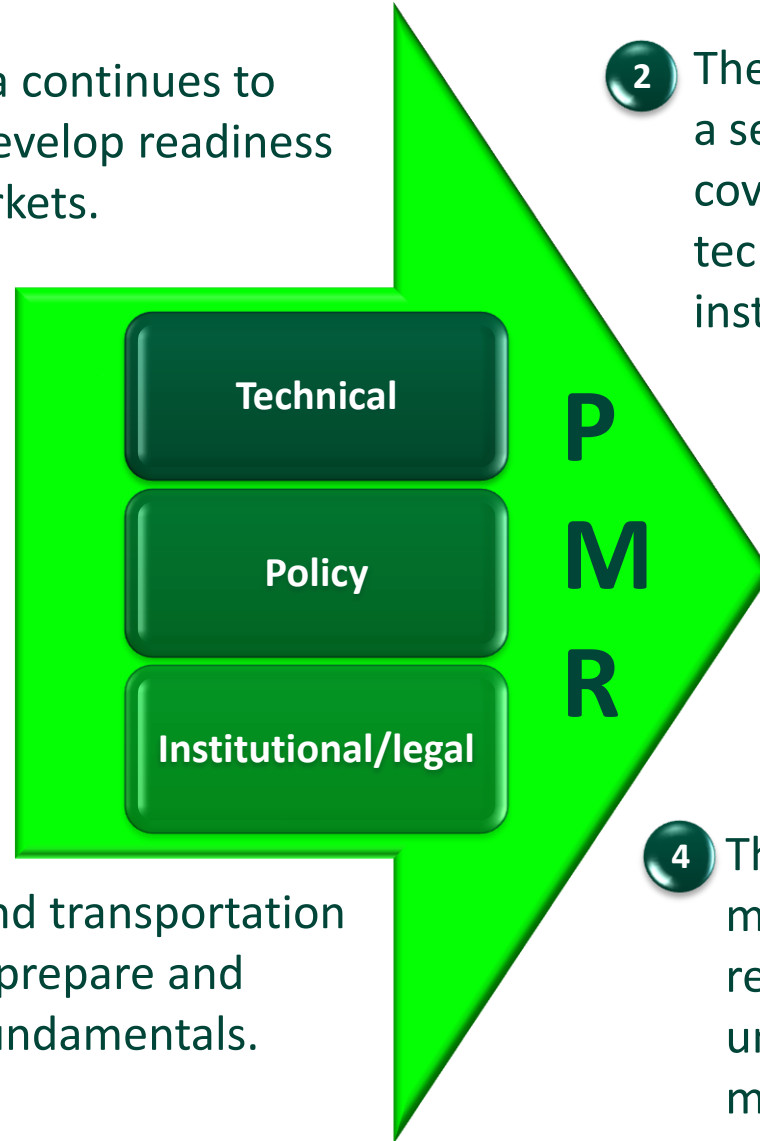 a continues to
evelop readiness
rkets.
2
The
a se
cov
tec
inst
Technical
Policy
Institutional/legal
P
M
R
nd transportation
prepare and
undamentals.
4
Th
m
re
un
m